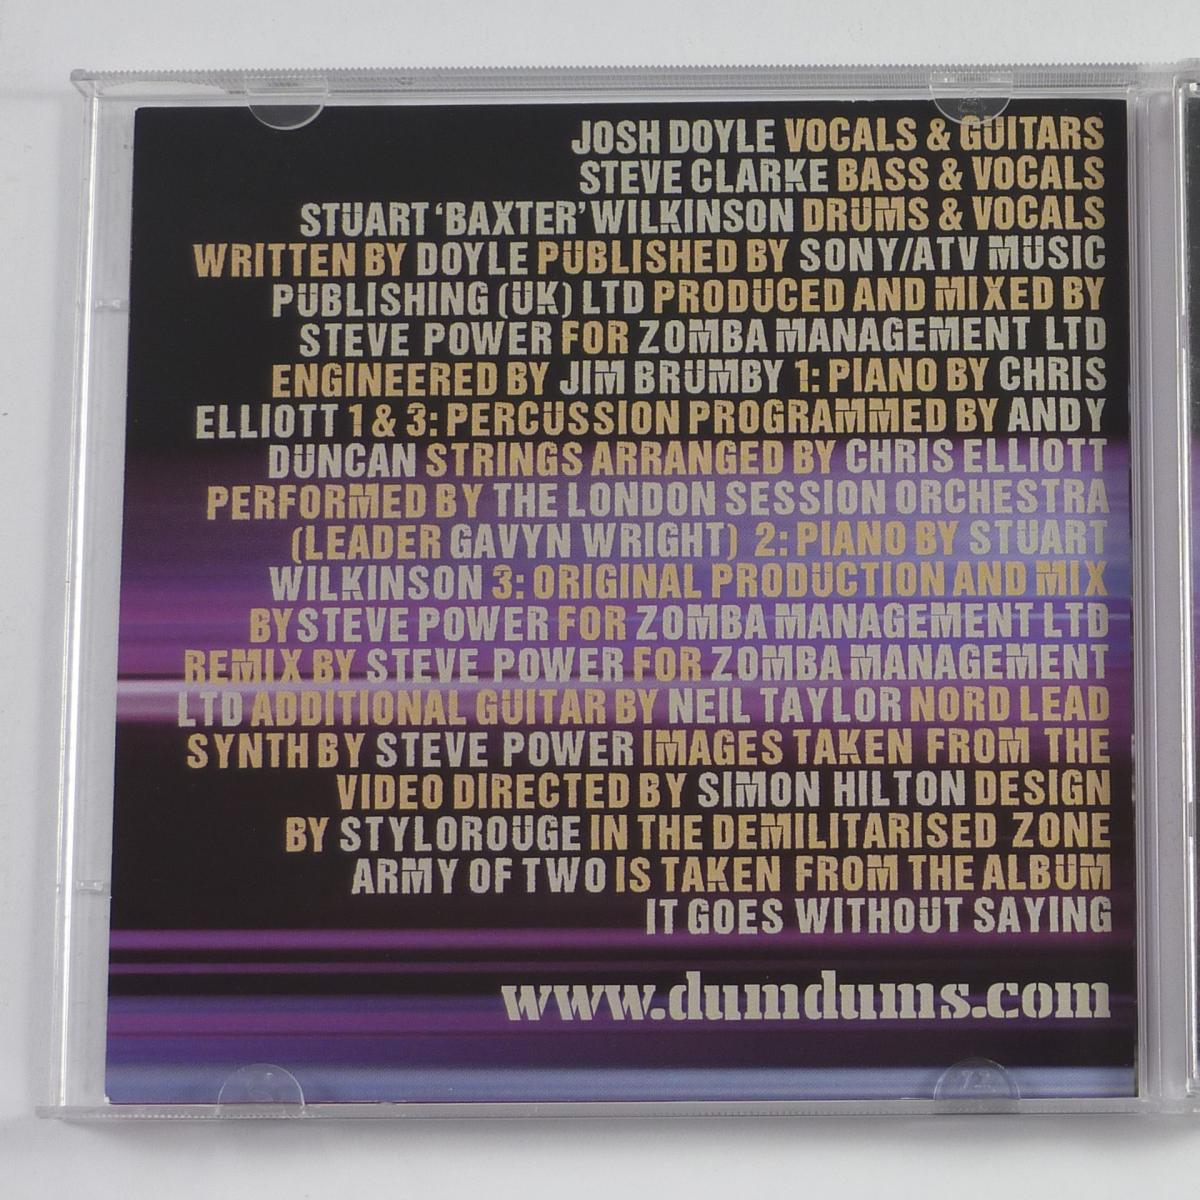 JOSH DOYLE VOCALS & GUITARS
STEVE CLARKE BASS & VOCALS
STUART ‘BAXTER’ WILKINSON DRUMS & VOCALS
WRITTEN BY DOYLE PUBLISHED BY SONY/ATV MUSIC
PUBLISHING (UK) LTD PRODUCED AND MIXED BY
STEVE POWER FOR ZOMBA MANAGEMENT LTD
ENGINEERED BY JIM BRUMBY 1: PIANO BY CHRIS
ELLIOTT 1 & 3: PERCUSSION PROGRAMMED BY ANDY
DUNCAN STRINGS ARRANGED BY CHRIS ELLIOTT
PERFORMED BY THE LONDON SESSION ORCHESTRA
(LEADER GAVYN WRIGHT) 2: PIANO BY STUART
WILKINSON 3: ORIGINAL PRODUCTION AND MIX
BY STEVE POWER FOR ZOMBA MANAGEMENT LTD
REMIX BY STEVE POWER FOR ZOMBA MANAGEMENT
LTD ADDITIONAL GUITAR BY NEIL TAYLOR NORD LEAD
SYNTH BY STEVE POWER IMAGES TAKEN FROM THE
VIDEO DIRECTED BY SIMON HILTON DESIGN
BY STYLOROUGE IN THE DEMILITARISED ZONE
ARMY OF TWO IS TAKEN FROM THE ALBUM
IT GOES WITHOUT SAYING
www.dumdums.com